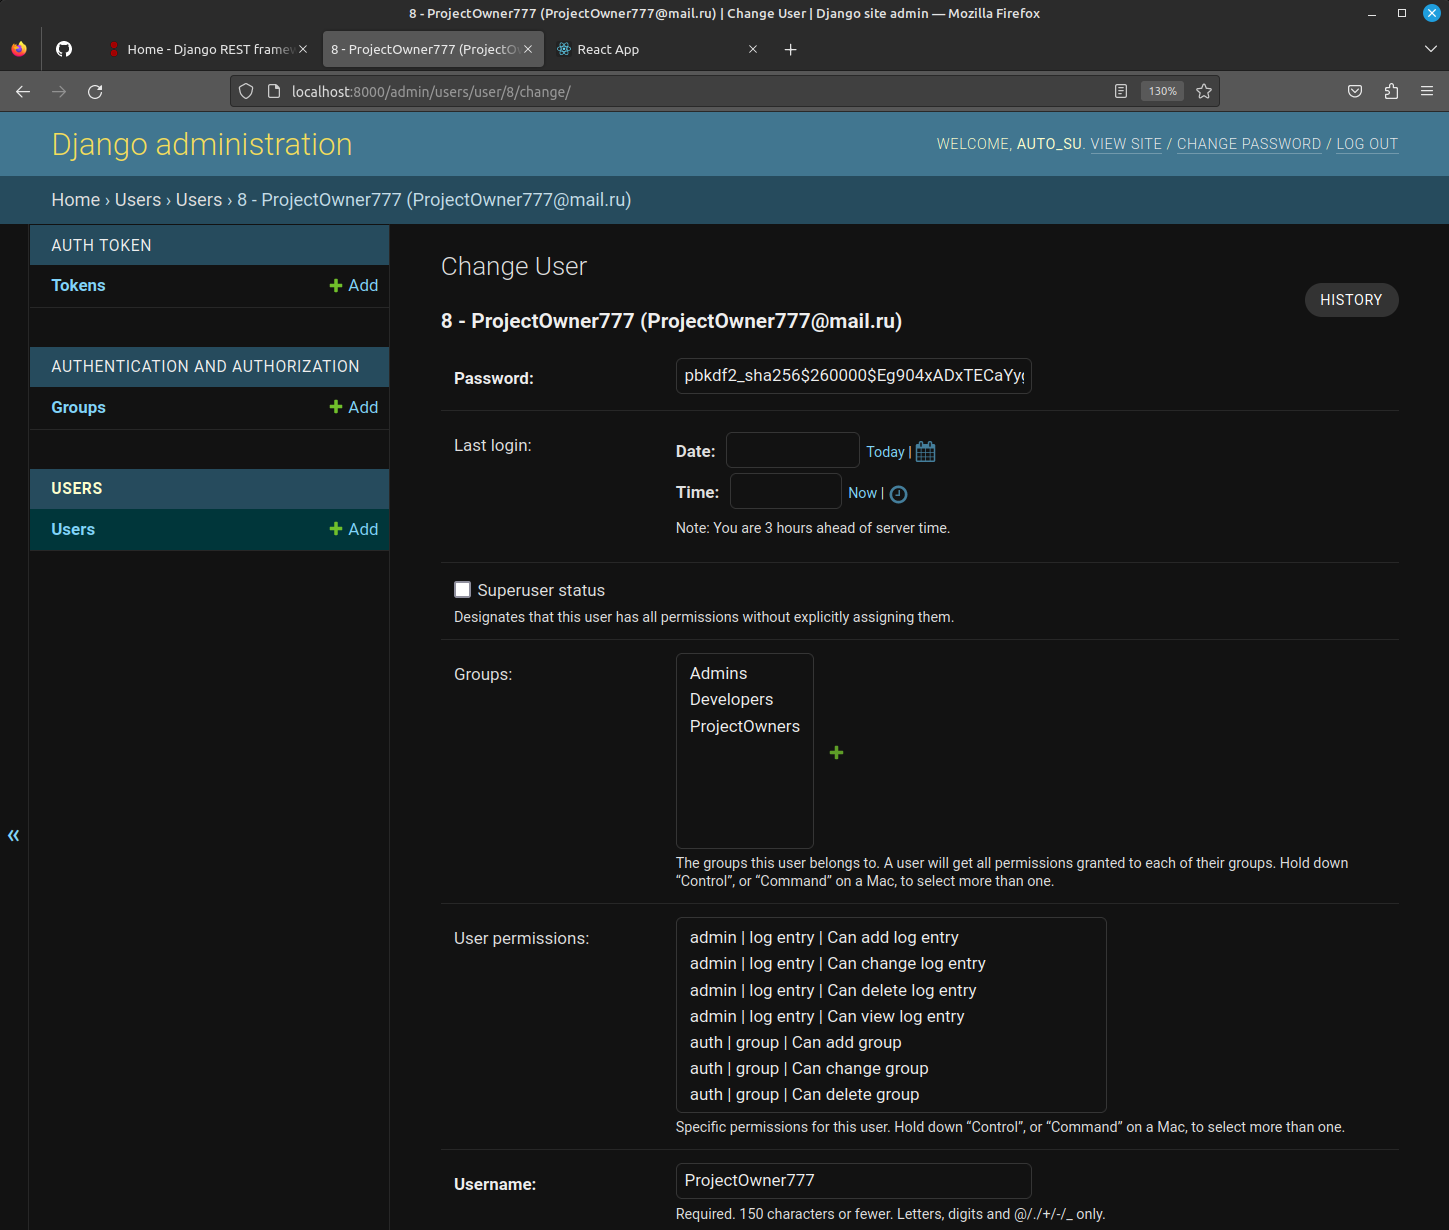 8 - ProjectOwner777 (ProjectOwner777@mail.ru) | Change User | Django site admin — Mozilla Firefox
Home - Django REST framew
8 - ProjectOwner777 (ProjectO
React App
localhost:8000/admin/users/user/8/change/
130%
Django administration
WELCOME, AUTO_SU. VIEW SITE / CHANGE PASSWORD / LOG OUT
Home › Users › Users › 8 - ProjectOwner777 (ProjectOwner777@mail.ru)
AUTH TOKEN
Tokens
Add
AUTHENTICATION AND AUTHORIZATION
Groups
Add
USERS
Users
Add
«
Change User
HISTORY
8 - ProjectOwner777 (ProjectOwner777@mail.ru)
Password:
pbkdf2_sha256$260000$Eg904xADxTECaYyg
Last login:
Date:
Today |
Time:
Now |
Note: You are 3 hours ahead of server time.
Superuser status
Designates that this user has all permissions without explicitly assigning them.
Groups:
Admins
Developers
ProjectOwners
The groups this user belongs to. A user will get all permissions granted to each of their groups. Hold down
“Control”, or “Command” on a Mac, to select more than one.
User permissions:
admin | log entry | Can add log entry
admin | log entry | Can change log entry
admin | log entry | Can delete log entry
admin | log entry | Can view log entry
auth | group | Can add group
auth | group | Can change group
auth | group | Can delete group
Specific permissions for this user. Hold down “Control”, or “Command” on a Mac, to select more than one.
Username:
ProjectOwner777
Required. 150 characters or fewer. Letters, digits and @/./+/-/_ only.